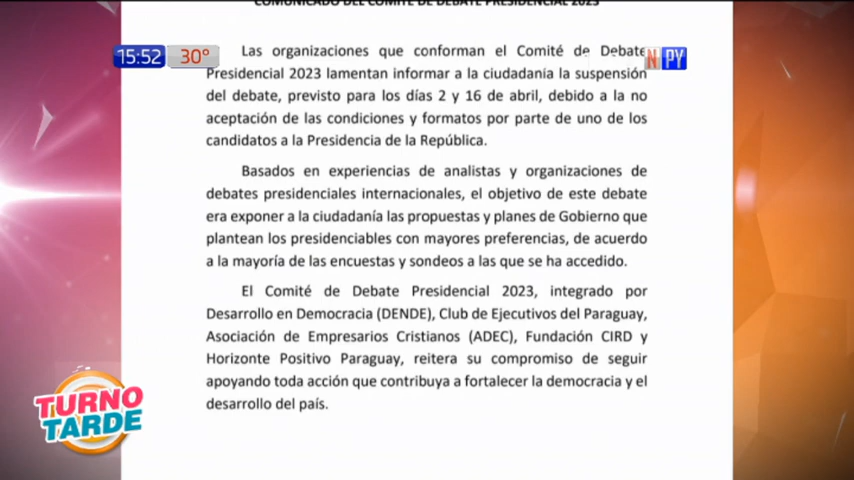 COMUNICADO DEL COMITÉ DE DEBATE PRESIDENCIAL 2023
15:52 30° NPY
Las organizaciones que conforman el Comité de Debate
Presidencial 2023 lamentan informar a la ciudadanía la suspensión
del debate, previsto para los días 2 y 16 de abril, debido a la no
aceptación de las condiciones y formatos por parte de uno de los
candidatos a la Presidencia de la República.
Basados en experiencias de analistas y organizaciones de
debates presidenciales internacionales, el objetivo de este debate
era exponer a la ciudadanía las propuestas y planes de Gobierno que
plantean los presidenciables con mayores preferencias, de acuerdo
a la mayoría de las encuestas y sondeos a las que se ha accedido.
El Comité de Debate Presidencial 2023, integrado por
Desarrollo en Democracia (DENDE), Club de Ejecutivos del Paraguay,
Asociación de Empresarios Cristianos (ADEC), Fundación CIRD y
Horizonte Positivo Paraguay, reitera su compromiso de seguir
apoyando toda acción que contribuya a fortalecer la democracia y el
desarrollo del país.
TURNO
TARDE